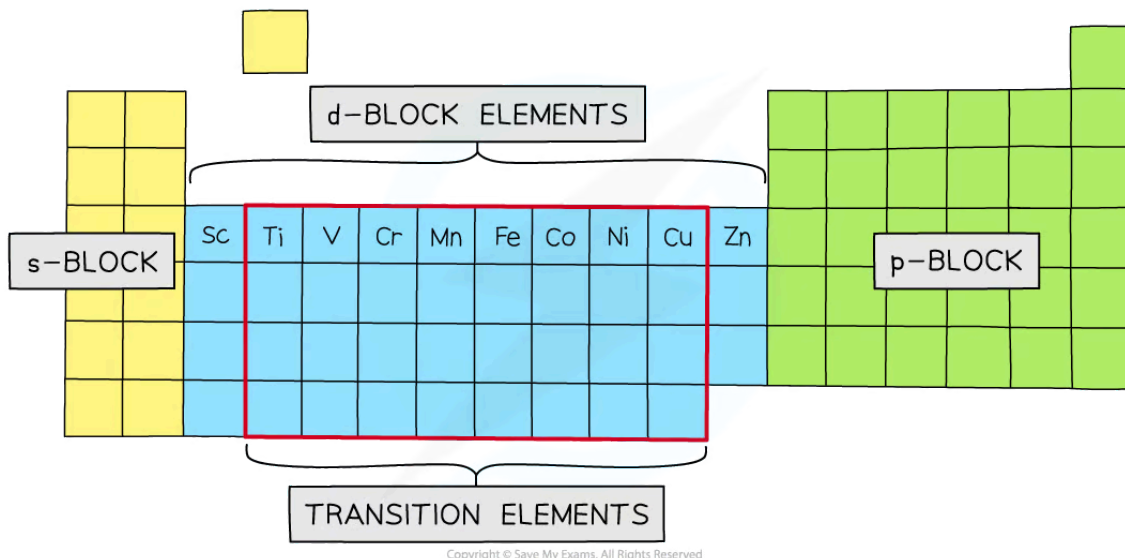 d-BLOCK ELEMENTS
Sc Ti V Cr Mn Fe Co Ni Cu Zn
s-BLOCK
p-BLOCK
TRANSITION ELEMENTS
Copyright © Save My Exams. All Rights Reserved